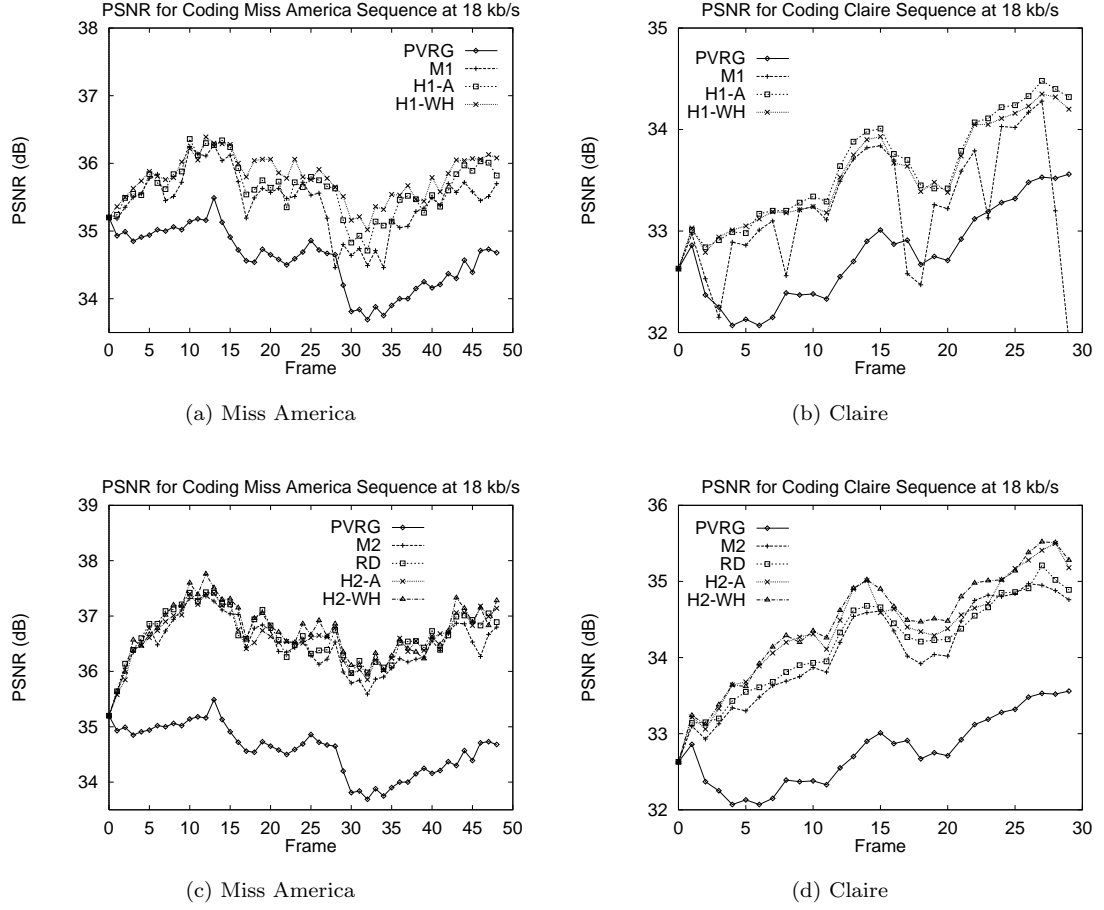 PSNR for Coding Miss America Sequence at 18 kb/s
38
37
36
35
34
PSNR (dB)
0 5 10 15 20 25 30 35 40 45 50
Frame
PVRG
M1
H1-A
H1-WH
(a) Miss America
PSNR for Coding Claire Sequence at 18 kb/s
35
34
33
32
PSNR (dB)
0 5 10 15 20 25 30
Frame
PVRG
M1
H1-A
H1-WH
(b) Claire
PSNR for Coding Miss America Sequence at 18 kb/s
39
38
37
36
35
34
PSNR (dB)
0 5 10 15 20 25 30 35 40 45 50
Frame
PVRG
M2
RD
H2-A
H2-WH
(c) Miss America
PSNR for Coding Claire Sequence at 18 kb/s
36
35
34
33
32
PSNR (dB)
0 5 10 15 20 25 30
Frame
PVRG
M2
RD
H2-A
H2-WH
(d) Claire